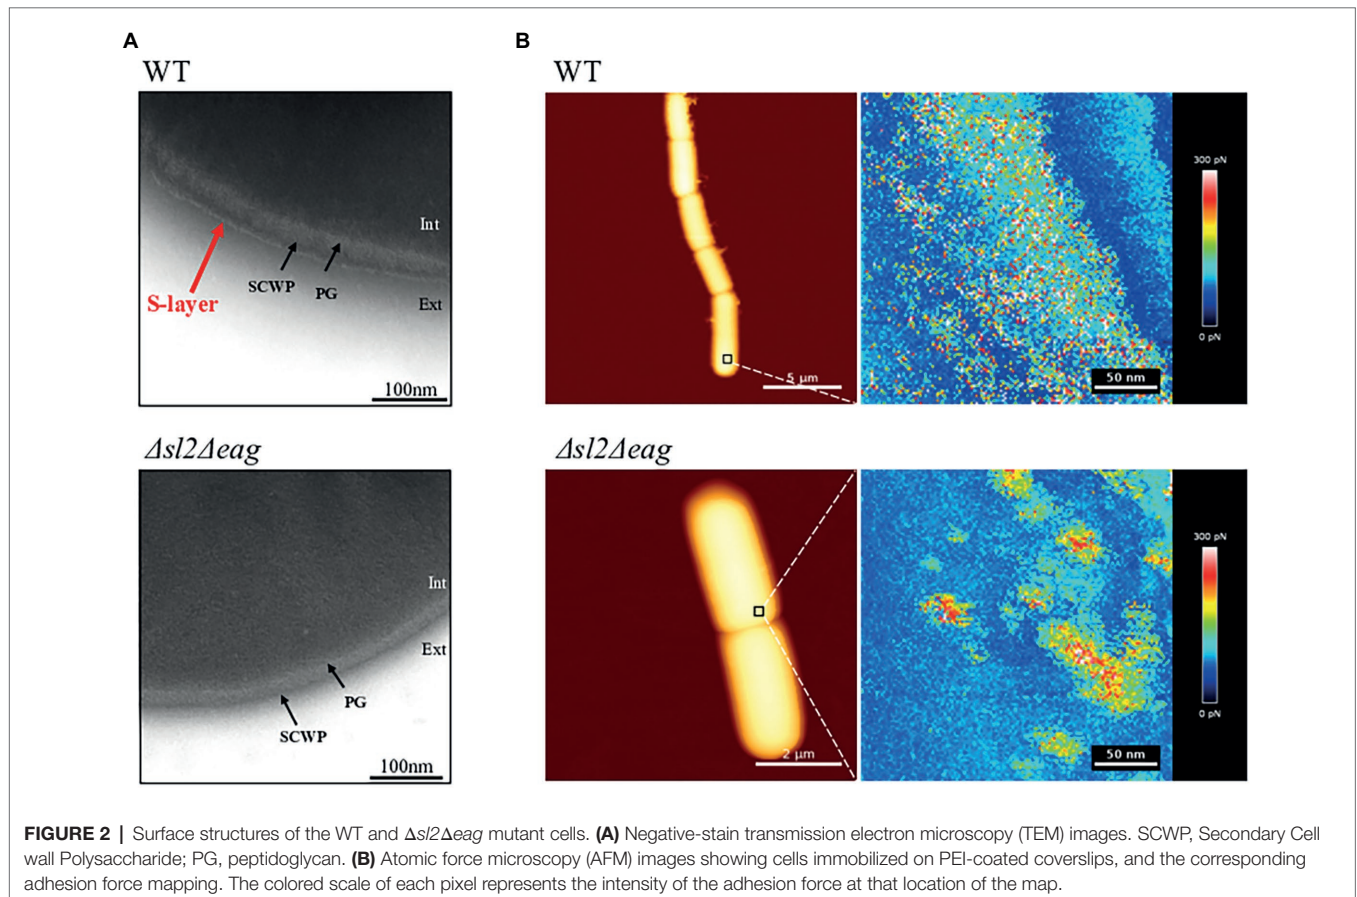 A
WT
Int
SCWP
PG
S-layer
Ext
100nm
Δsl2Δeag
Int
Ext
PG
SCWP
100nm
B
WT
5 μm
300 pN
0 pN
50 nm
Δsl2Δeag
2 μm
300 pN
0 pN
50 nm
FIGURE 2 | Surface structures of the WT and Δsl2Δeag mutant cells. (A) Negative-stain transmission electron microscopy (TEM) images. SCWP, Secondary Cell
wall Polysaccharide; PG, peptidoglycan. (B) Atomic force microscopy (AFM) images showing cells immobilized on PEI-coated coverslips, and the corresponding
adhesion force mapping. The colored scale of each pixel represents the intensity of the adhesion force at that location of the map.